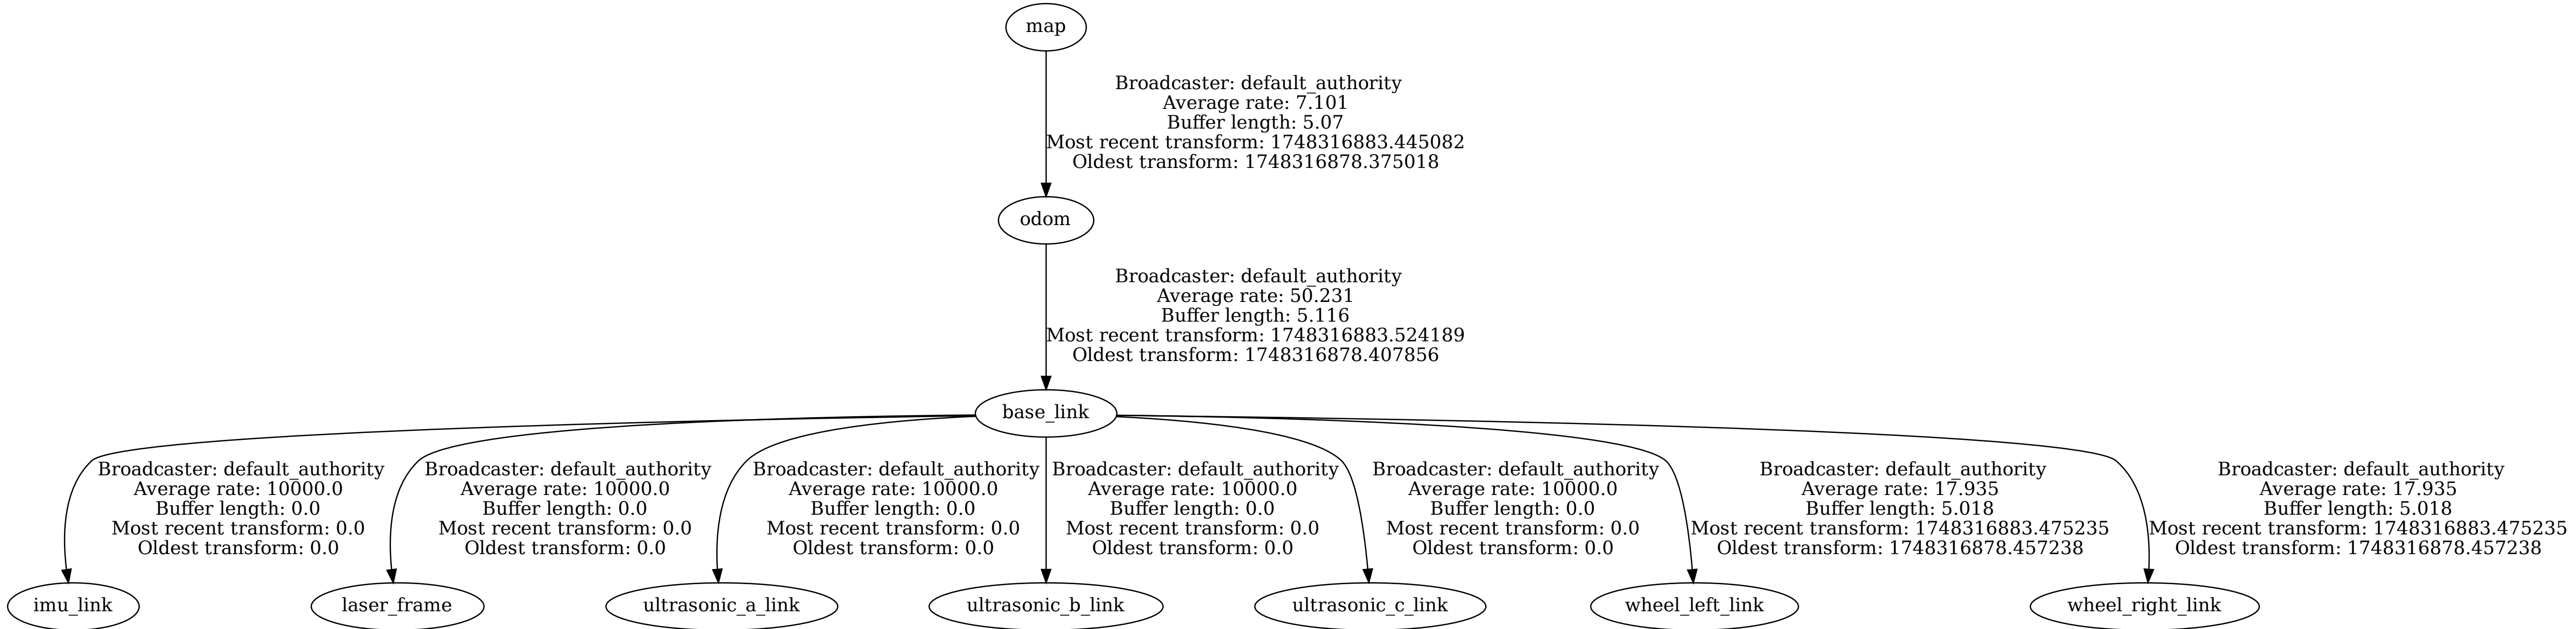 map
Broadcaster: default_authority
Average rate: 7.101
Buffer length: 5.07
Most recent transform: 1748316883.445082
Oldest transform: 1748316878.375018
odom
Broadcaster: default_authority
Average rate: 50.231
Buffer length: 5.116
Most recent transform: 1748316883.524189
Oldest transform: 1748316878.407856
base_link
Broadcaster: default_authority
Average rate: 10000.0
Buffer length: 0.0
Most recent transform: 0.0
Oldest transform: 0.0
Broadcaster: default_authority
Average rate: 10000.0
Buffer length: 0.0
Most recent transform: 0.0
Oldest transform: 0.0
Broadcaster: default_authority
Average rate: 10000.0
Buffer length: 0.0
Most recent transform: 0.0
Oldest transform: 0.0
Broadcaster: default_authority
Average rate: 10000.0
Buffer length: 0.0
Most recent transform: 0.0
Oldest transform: 0.0
Broadcaster: default_authority
Average rate: 10000.0
Buffer length: 0.0
Most recent transform: 0.0
Oldest transform: 0.0
Broadcaster: default_authority
Average rate: 17.935
Buffer length: 5.018
Most recent transform: 1748316883.475235
Oldest transform: 1748316878.457238
Broadcaster: default_authority
Average rate: 17.935
Buffer length: 5.018
Most recent transform: 1748316883.475235
Oldest transform: 1748316878.457238
imu_link
laser_frame
ultrasonic_a_link
ultrasonic_b_link
ultrasonic_c_link
wheel_left_link
wheel_right_link